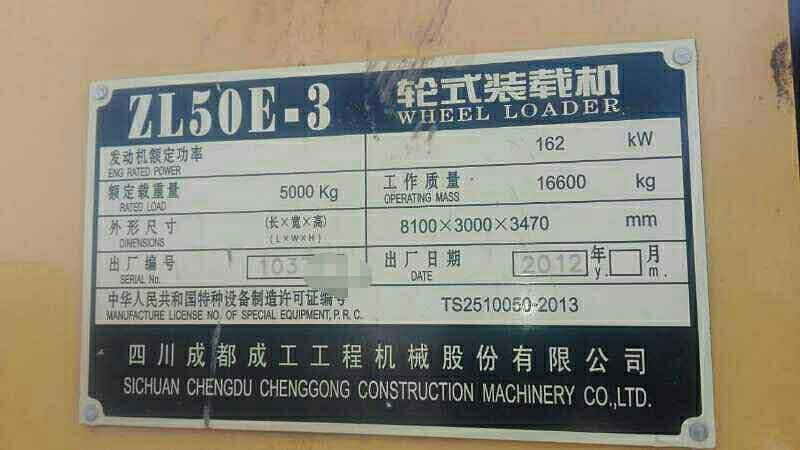 ZL50E-3 轮式装载机
WHEEL LOADER
发动机额定功率 162 kW
ENG RATED POWER
额定载重量 5000 Kg 工作质量 16600 kg
RATED LOAD OPERATING MASS
外形尺寸 (长×宽×高) 8100×3000×3470 mm
DINENSIONS (L×W×H)
出厂编号 103 出厂日期 2012 年 月
SERIAL No. DATE y. m.
中华人民共和国特种设备制造许可证编号 TS2510050-2013
MANUFACTURE LICENSE NO. OF SPECIAL EQUIPMENT, P.R.C.
四川成都成工工程机械股份有限公司
SICHUAN CHENGDU CHENGGONG CONSTRUCTION MACHINERY CO.,LTD.